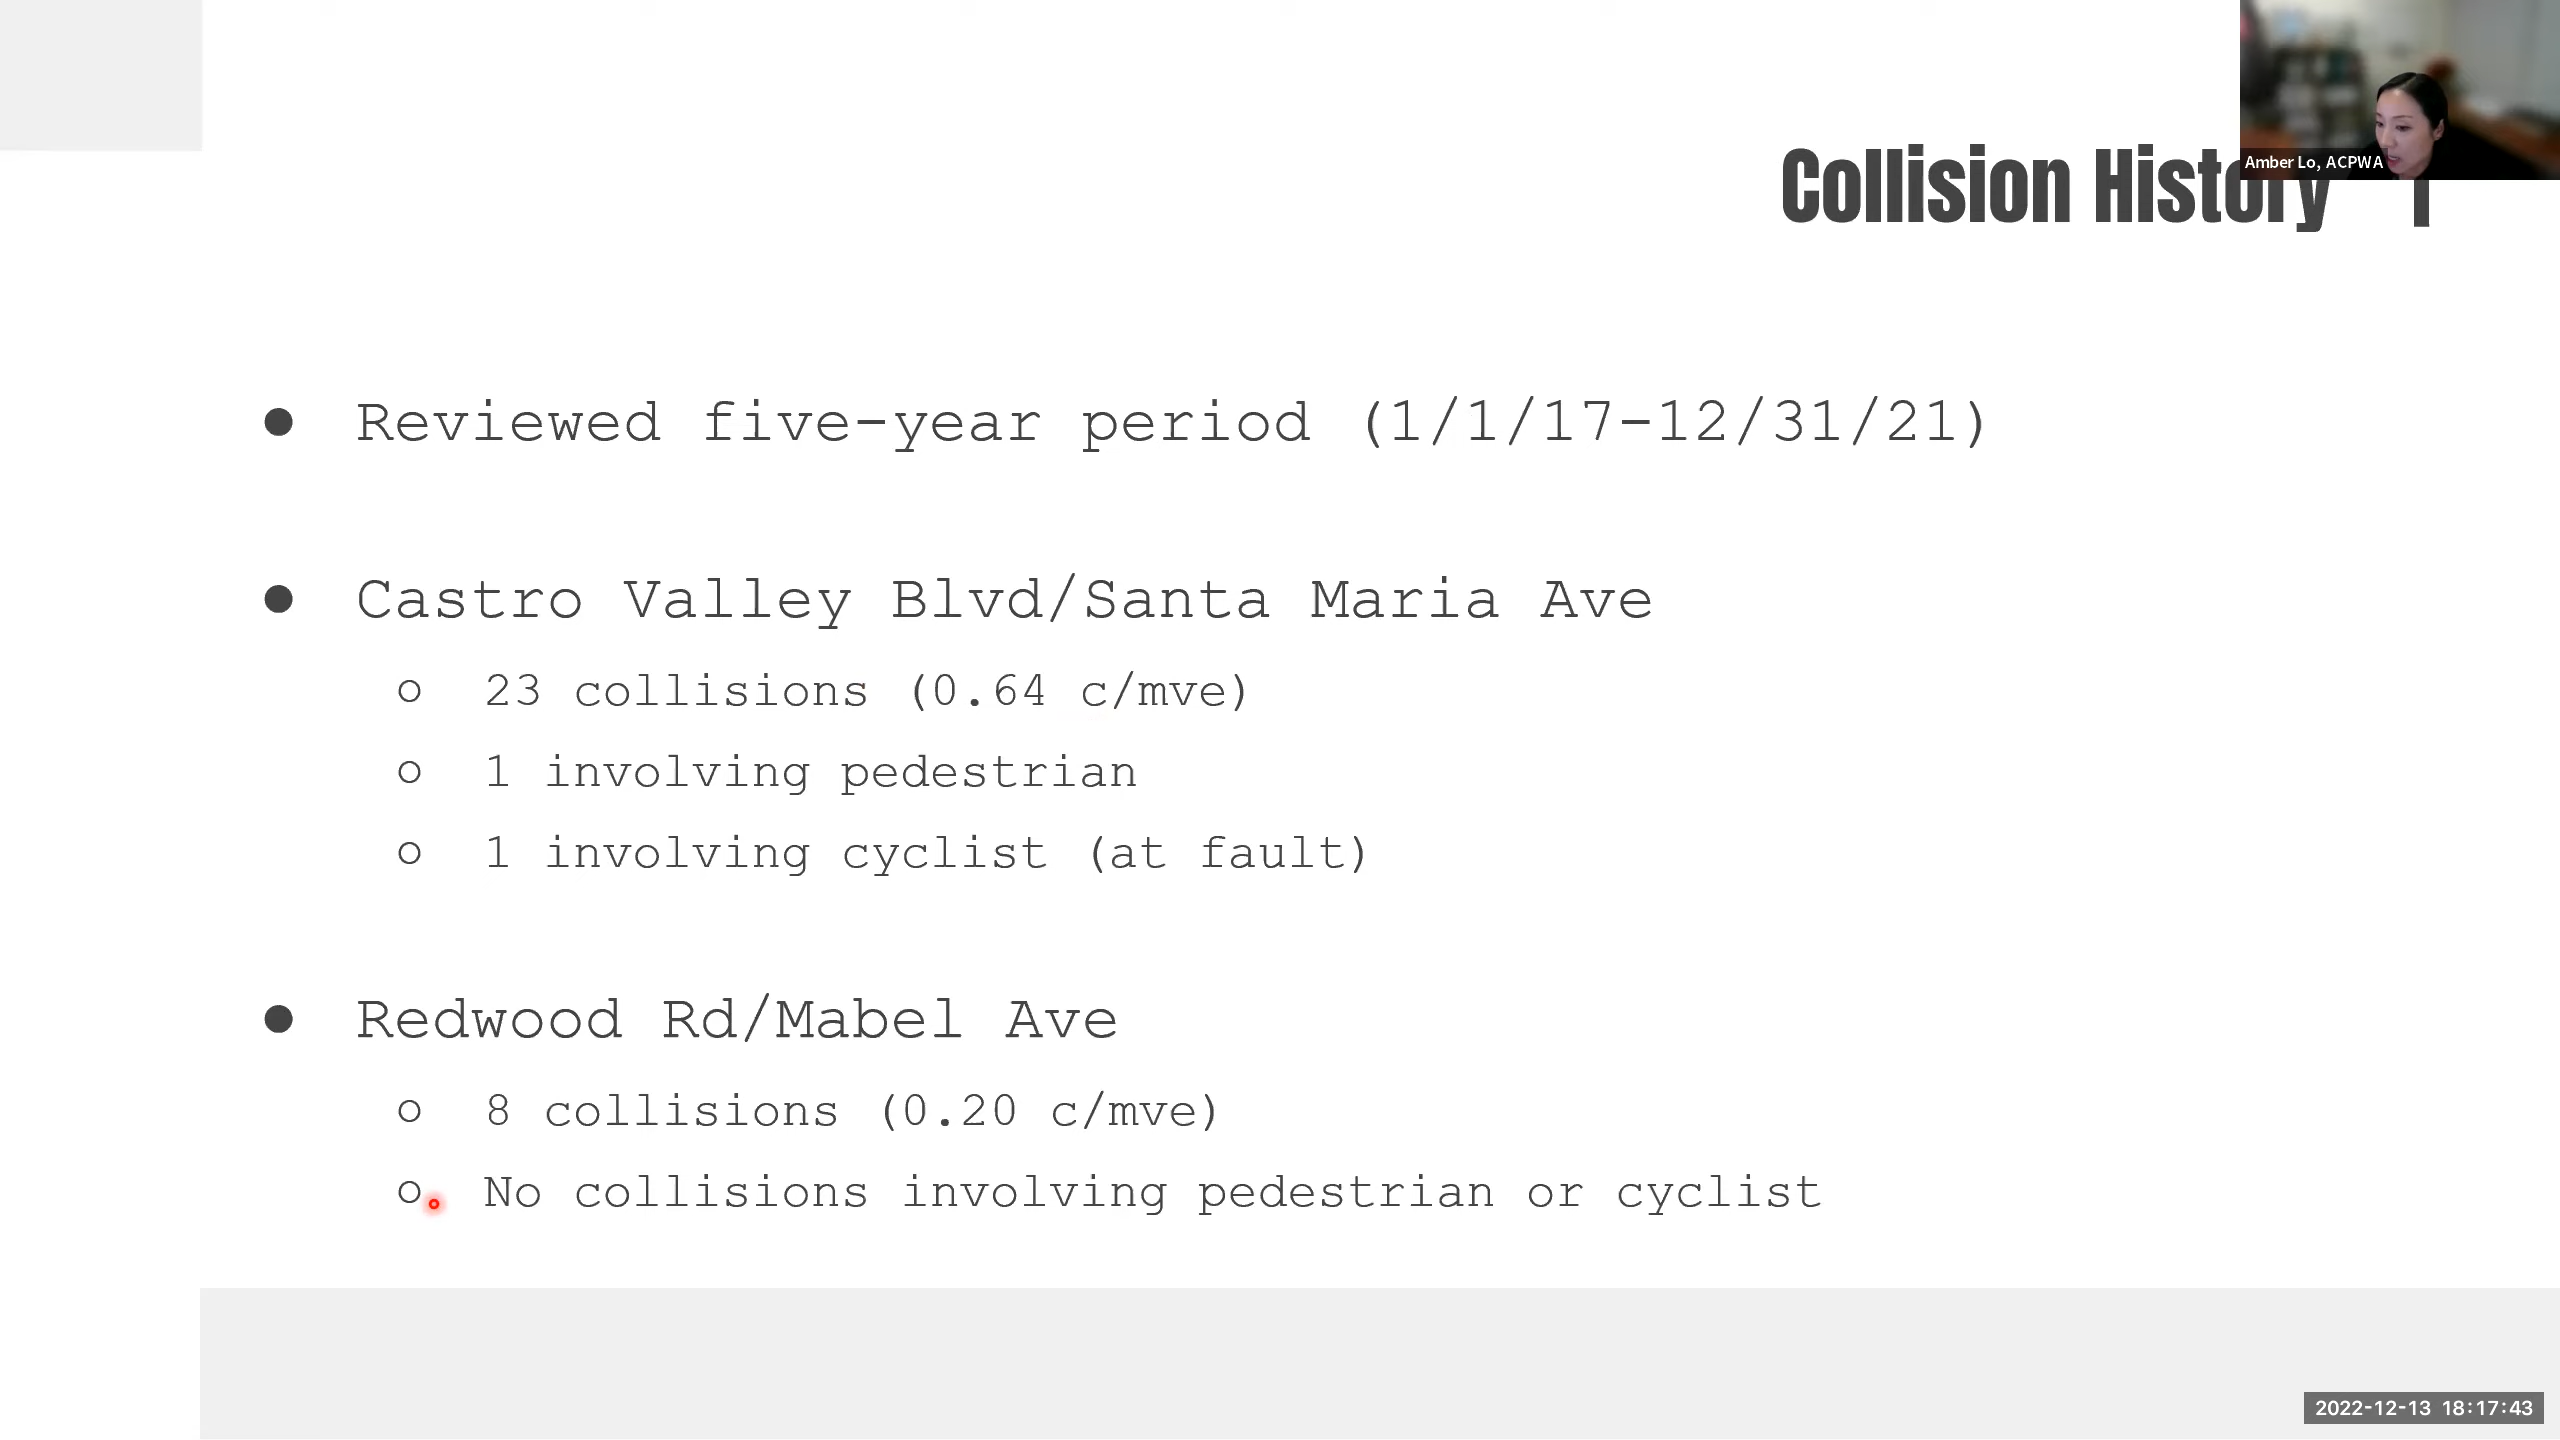 Amber Lo, ACPWA
Collision History
● Reviewed five-year period (1/1/17-12/31/21)
● Castro Valley Blvd/Santa Maria Ave
○ 23 collisions (0.64 c/mve)
○ 1 involving pedestrian
○ 1 involving cyclist (at fault)
● Redwood Rd/Mabel Ave
○ 8 collisions (0.20 c/mve)
○ No collisions involving pedestrian or cyclist
2022-12-13 18:17:43